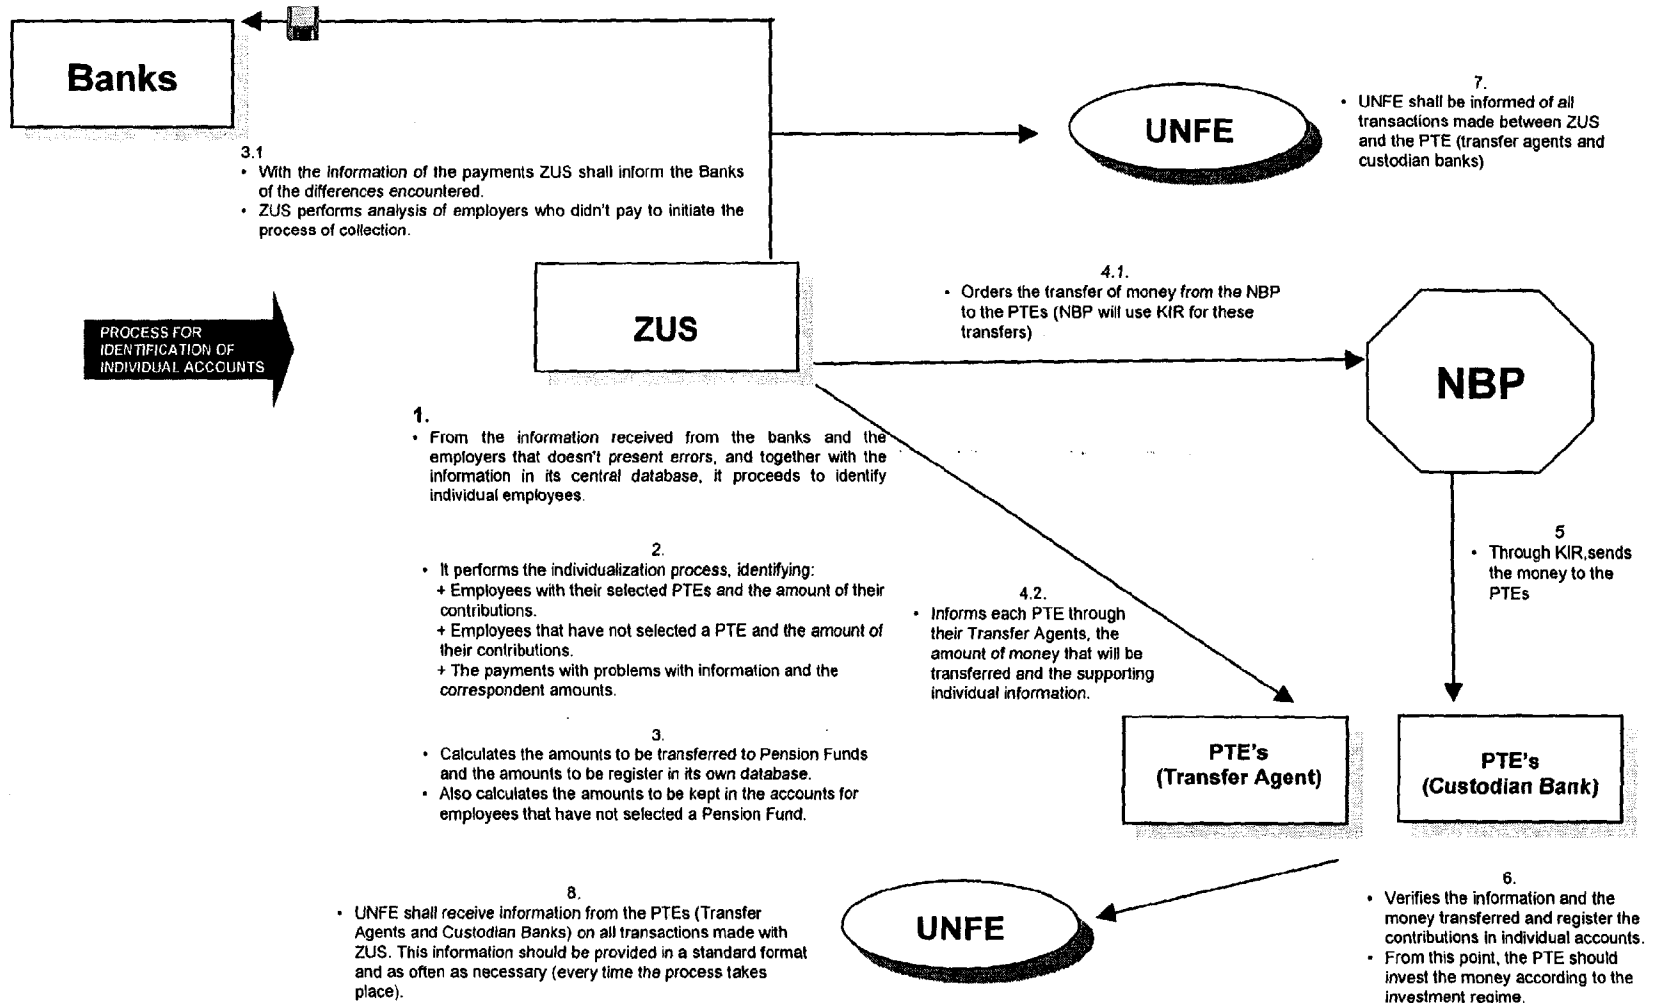 Banks
3.1
• With the information of the payments ZUS shall inform the Banks
of the differences encountered.
• ZUS performs analysis of employers who didn't pay to initiate the
process of collection.
UNFE
7.
• UNFE shall be informed of all
transactions made between ZUS
and the PTE (transfer agents and
custodian banks)
PROCESS FOR
IDENTIFICATION OF
INDIVIDUAL ACCOUNTS
ZUS
4.1.
• Orders the transfer of money from the NBP
to the PTEs (NBP will use KIR for these
transfers)
NBP
1.
• From the information received from the banks and the
employers that doesn't present errors, and together with the
information in its central database, it proceeds to identify
individual employees.
2.
• It performs the individualization process, identifying:
+ Employees with their selected PTEs and the amount of their
contributions.
+ Employees that have not selected a PTE and the amount of
their contributions.
+ The payments with problems with information and the
correspondent amounts.
3.
• Calculates the amounts to be transferred to Pension Funds
and the amounts to be register in its own database.
• Also calculates the amounts to be kept in the accounts for
employees that have not selected a Pension Fund.
4.2.
• Informs each PTE through
their Transfer Agents, the
amount of money that will be
transferred and the supporting
individual information.
5
• Through KIR,sends
the money to the
PTEs
PTE's
(Transfer Agent)
PTE's
(Custodian Bank)
8.
• UNFE shall receive information from the PTEs (Transfer
Agents and Custodian Banks) on all transactions made with
ZUS. This information should be provided in a standard format
and as often as necessary (every time the process takes
place).
UNFE
6.
• Verifies the information and the
money transferred and register the
contributions in individual accounts.
• From this point, the PTE should
invest the money according to the
investment regime.